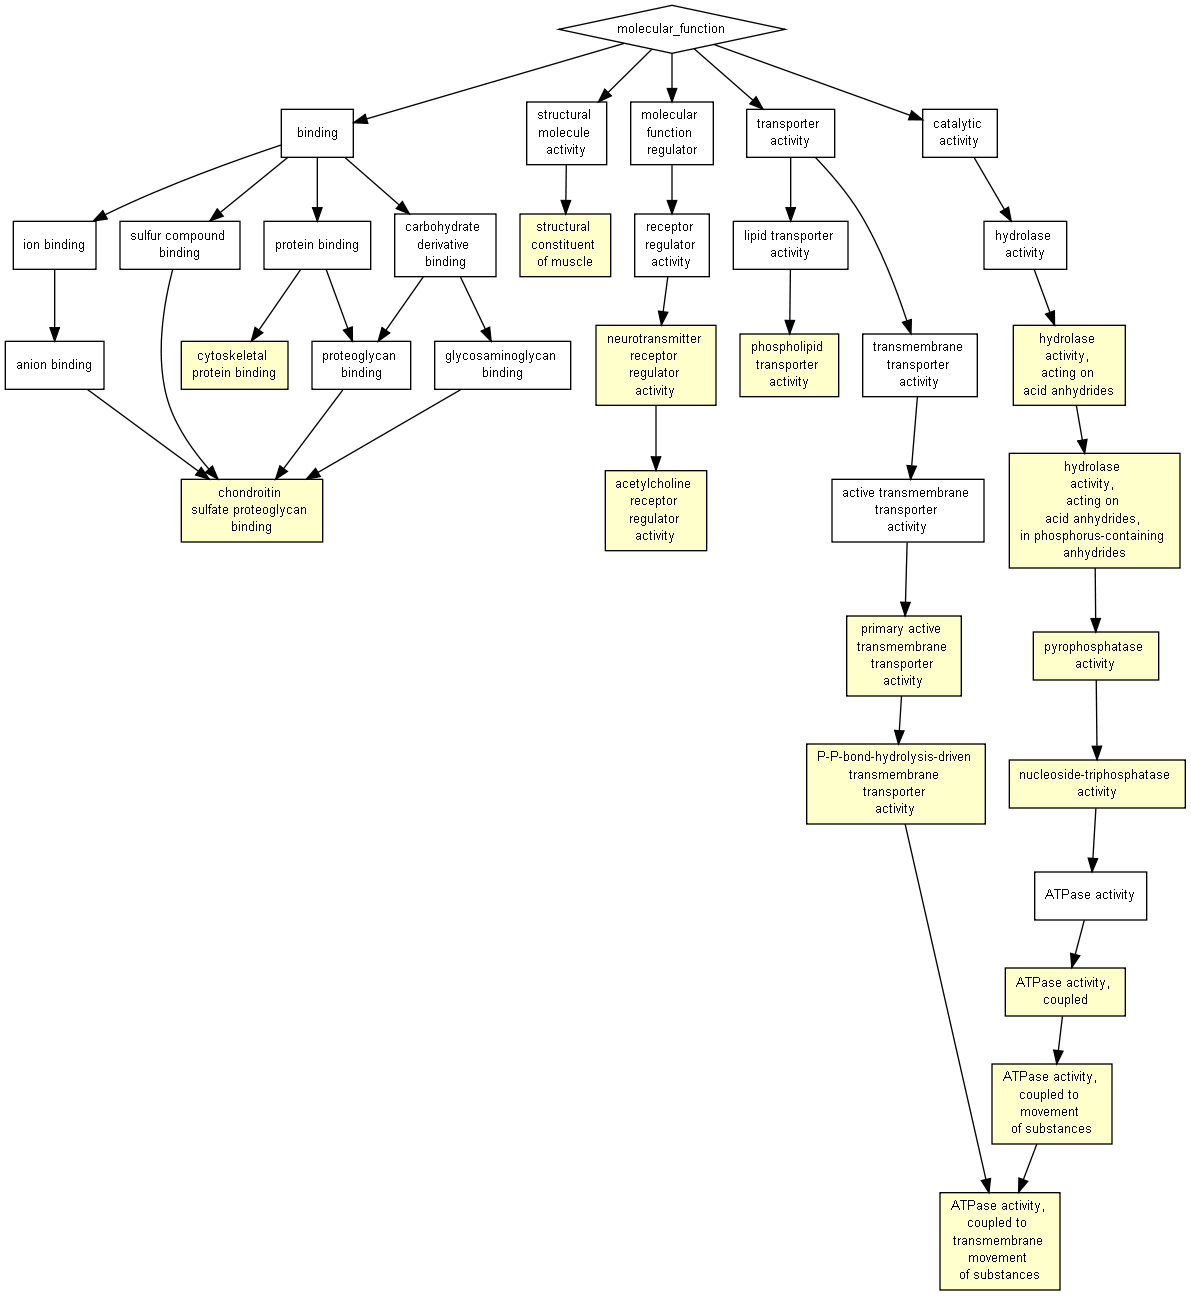 molecular_function
binding
structural
molecule
activity
molecular
function
regulator
transporter
activity
catalytic
activity
ion binding
sulfur compound
binding
protein binding
carbohydrate
derivative
binding
structural
constituent
of muscle
receptor
regulator
activity
lipid transporter
activity
hydrolase
activity
anion binding
cytoskeletal
protein binding
proteoglycan
binding
glycosaminoglycan
binding
neurotransmitter
receptor
regulator
activity
phospholipid
transporter
activity
transmembrane
transporter
activity
hydrolase
activity,
acting on
acid anhydrides
chondroitin
sulfate proteoglycan
binding
acetylcholine
receptor
regulator
activity
active transmembrane
transporter
activity
hydrolase
activity,
acting on
acid anhydrides,
in phosphorus-containing
anhydrides
primary active
transmembrane
transporter
activity
pyrophosphatase
activity
P-P-bond-hydrolysis-driven
transmembrane
transporter
activity
nucleoside-triphosphatase
activity
ATPase activity
ATPase activity,
coupled
ATPase activity,
coupled to
movement
of substances
ATPase activity,
coupled to
transmembrane
movement
of substances